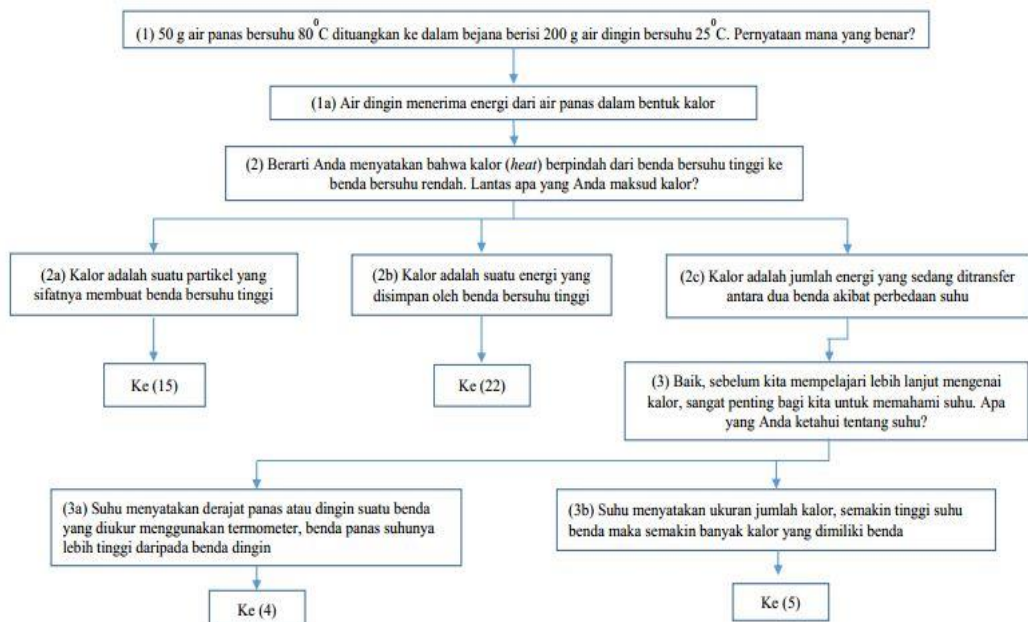 (1) 50 g air panas bersuhu 80⁰C dituangkan ke dalam bejana berisi 200 g air dingin bersuhu 25⁰C. Pernyataan mana yang benar?
(1a) Air dingin menerima energi dari air panas dalam bentuk kalor
(2) Berarti Anda menyatakan bahwa kalor (heat) berpindah dari benda bersuhu tinggi ke
benda bersuhu rendah. Lantas apa yang Anda maksud kalor?
(2a) Kalor adalah suatu partikel yang
sifatnya membuat benda bersuhu tinggi
(2b) Kalor adalah suatu energi yang
disimpan oleh benda bersuhu tinggi
(2c) Kalor adalah jumlah energi yang sedang ditransfer
antara dua benda akibat perbedaan suhu
Ke (15)
Ke (22)
(3) Baik, sebelum kita mempelajari lebih lanjut mengenai
kalor, sangat penting bagi kita untuk memahami suhu. Apa
yang Anda ketahui tentang suhu?
(3a) Suhu menyatakan derajat panas atau dingin suatu benda
yang diukur menggunakan termometer, benda panas suhunya
lebih tinggi daripada benda dingin
(3b) Suhu menyatakan ukuran jumlah kalor, semakin tinggi suhu
benda maka semakin banyak kalor yang dimiliki benda
Ke (4)
Ke (5)